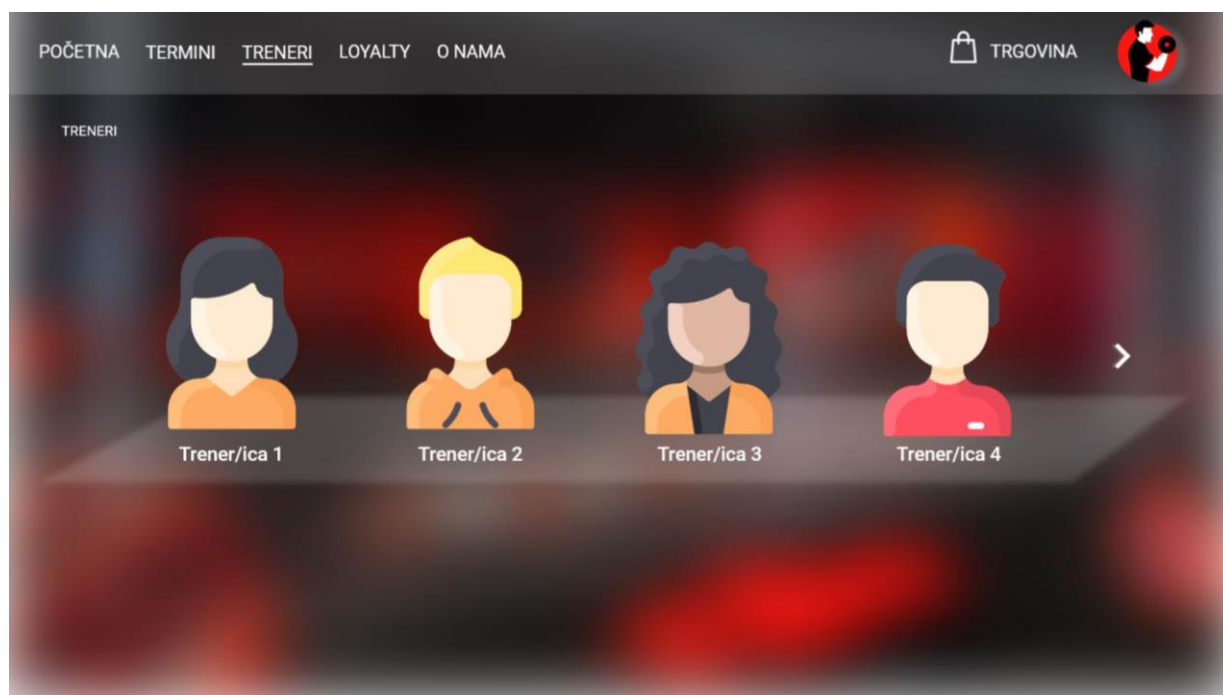 POČETNA TERMINI TRENERI LOYALTY O NAMA TRGOVINA
TRENERI
Trener/ica 1 Trener/ica 2 Trener/ica 3 Trener/ica 4